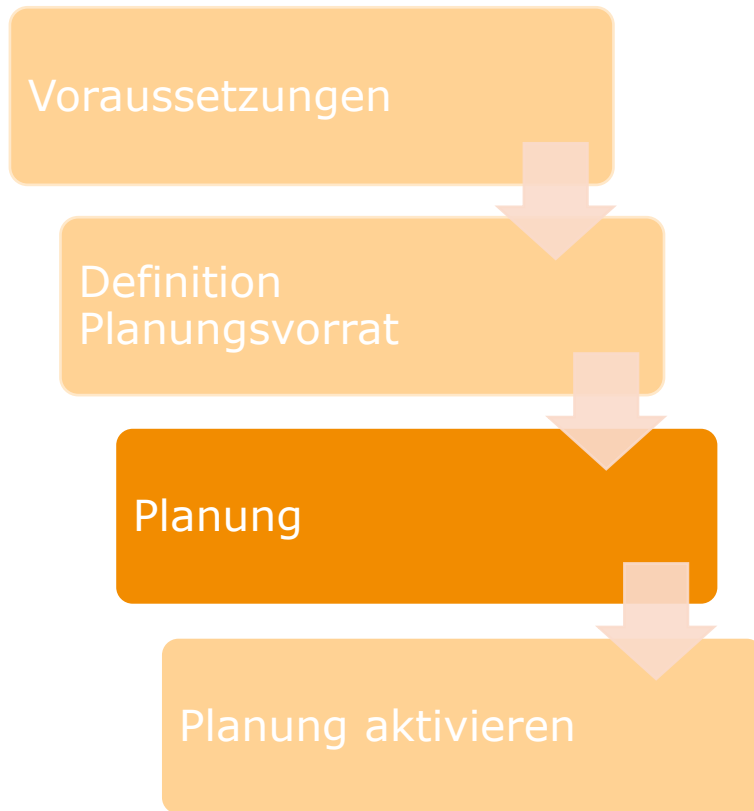 Voraussetzungen
Definition
Planungsvorrat
Planung
Planung aktivieren